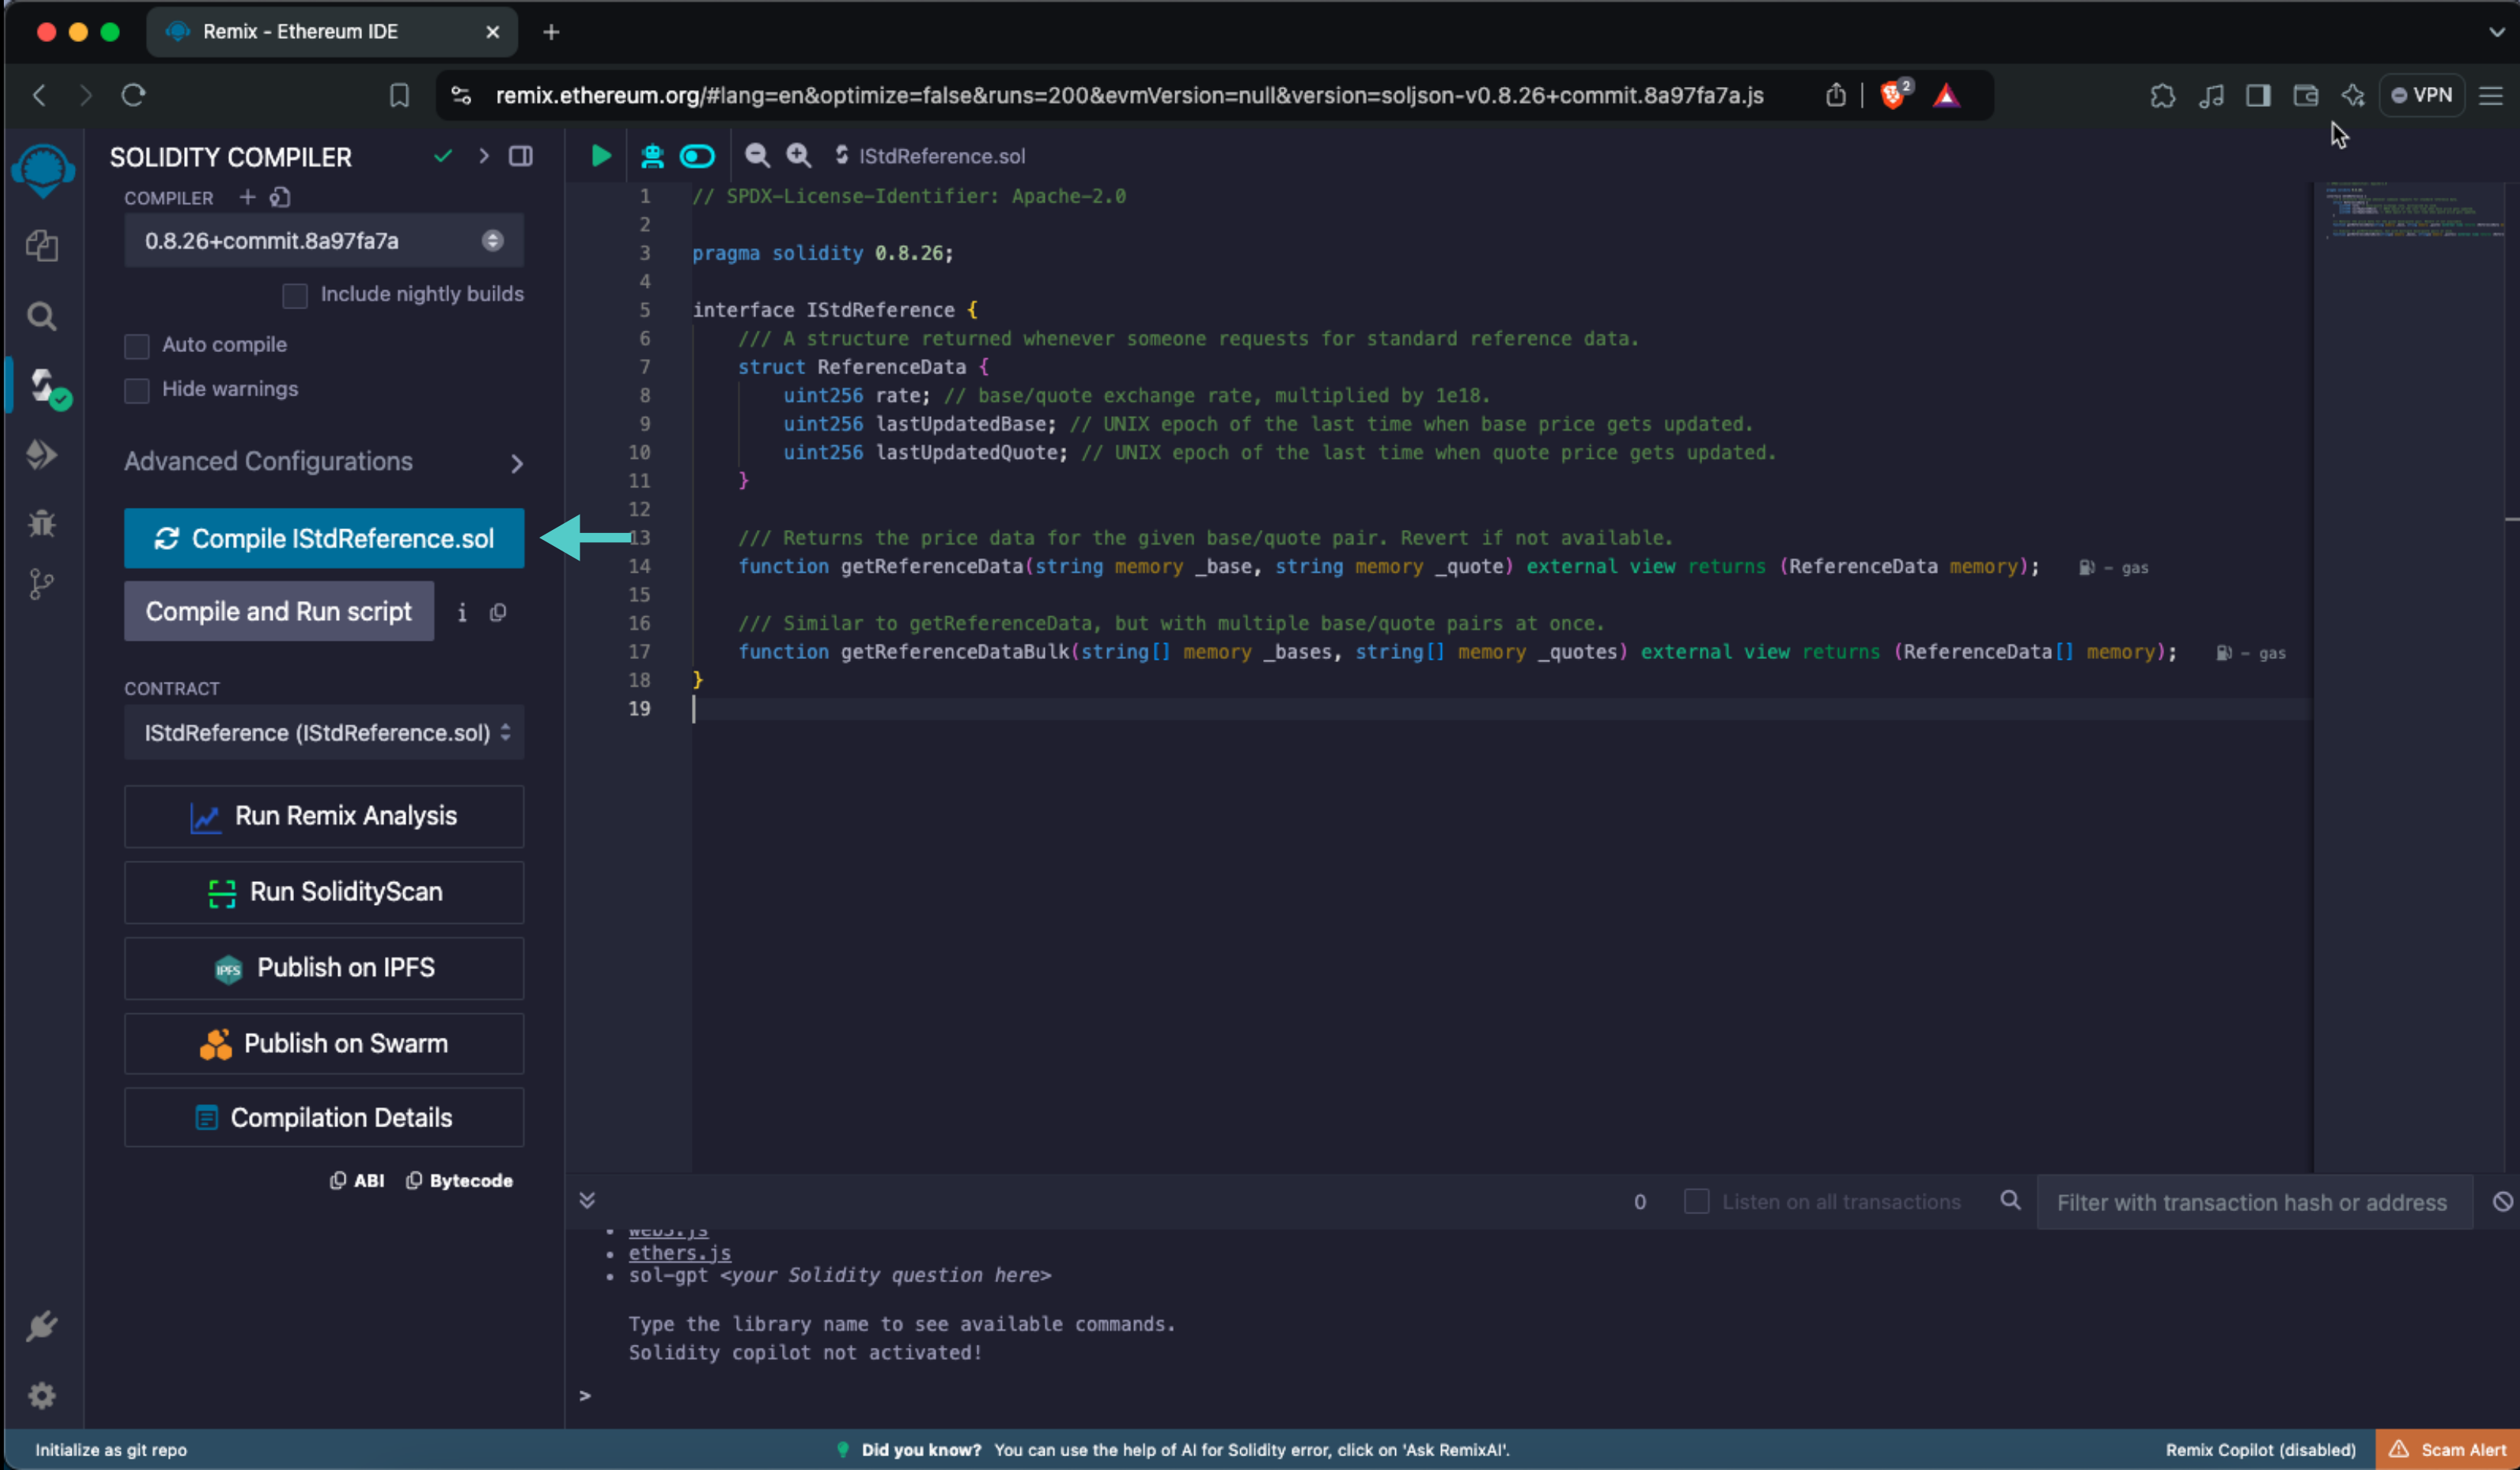 Remix - Ethereum IDE
remix.ethereum.org/#lang=en&optimize=false&runs=200&evmVersion=null&version=soljson-v0.8.26+commit.8a97fa7a.js
2
VPN
SOLIDITY COMPILER
COMPILER
0.8.26+commit.8a97fa7a
Include nightly builds
Auto compile
Hide warnings
Advanced Configurations
Compile IStdReference.sol
Compile and Run script
CONTRACT
IStdReference (IStdReference.sol)
Run Remix Analysis
Run SolidityScan
IPFS
Publish on IPFS
Publish on Swarm
Compilation Details
ABI
Bytecode
IStdReference.sol
1 // SPDX-License-Identifier: Apache-2.0
2
3 pragma solidity 0.8.26;
4
5 interface IStdReference {
6 /// A structure returned whenever someone requests for standard reference data.
7 struct ReferenceData {
8 uint256 rate; // base/quote exchange rate, multiplied by 1e18.
9 uint256 lastUpdatedBase; // UNIX epoch of the last time when base price gets updated.
10 uint256 lastUpdatedQuote; // UNIX epoch of the last time when quote price gets updated.
11 }
12
13 /// Returns the price data for the given base/quote pair. Revert if not available.
14 function getReferenceData(string memory _base, string memory _quote) external view returns (ReferenceData memory); - gas
15
16 /// Similar to getReferenceData, but with multiple base/quote pairs at once.
17 function getReferenceDataBulk(string[] memory _bases, string[] memory _quotes) external view returns (ReferenceData[] memory); - gas
18 }
19
0
Listen on all transactions
Filter with transaction hash or address
web3.js
ethers.js
sol-gpt <your Solidity question here>
Type the library name to see available commands.
Solidity copilot not activated!
>
Initialize as git repo
Did you know? You can use the help of AI for Solidity error, click on 'Ask RemixAI'.
Remix Copilot (disabled)
Scam Alert